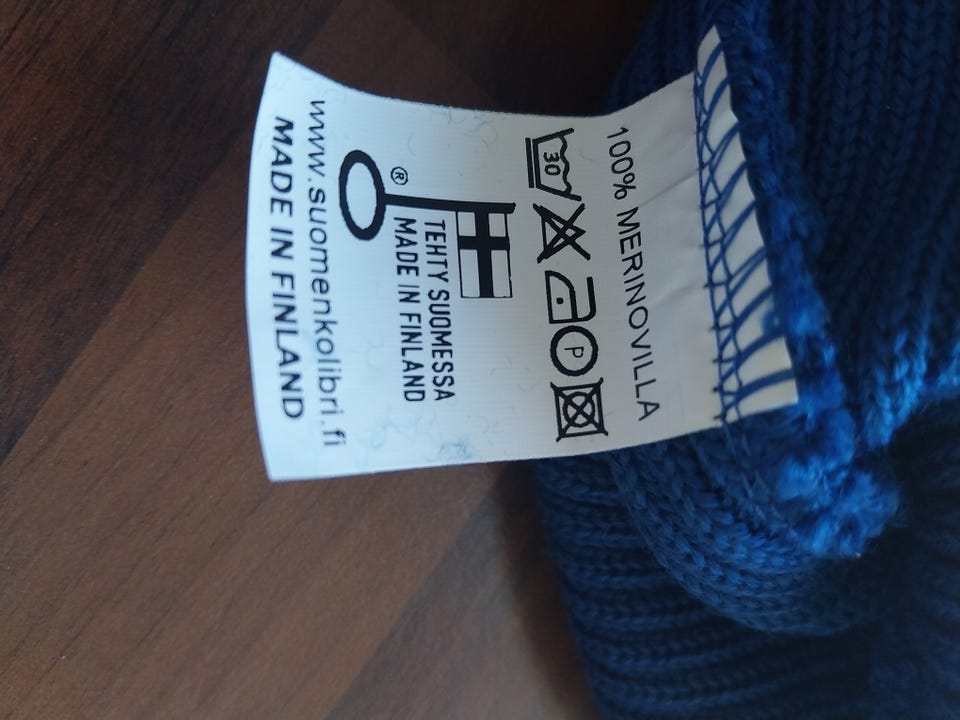 100% MERINOVILLA
30
P
TEHTY SUOMESSA
MADE IN FINLAND
®
www.suomenkolibri.fi
MADE IN FINLAND